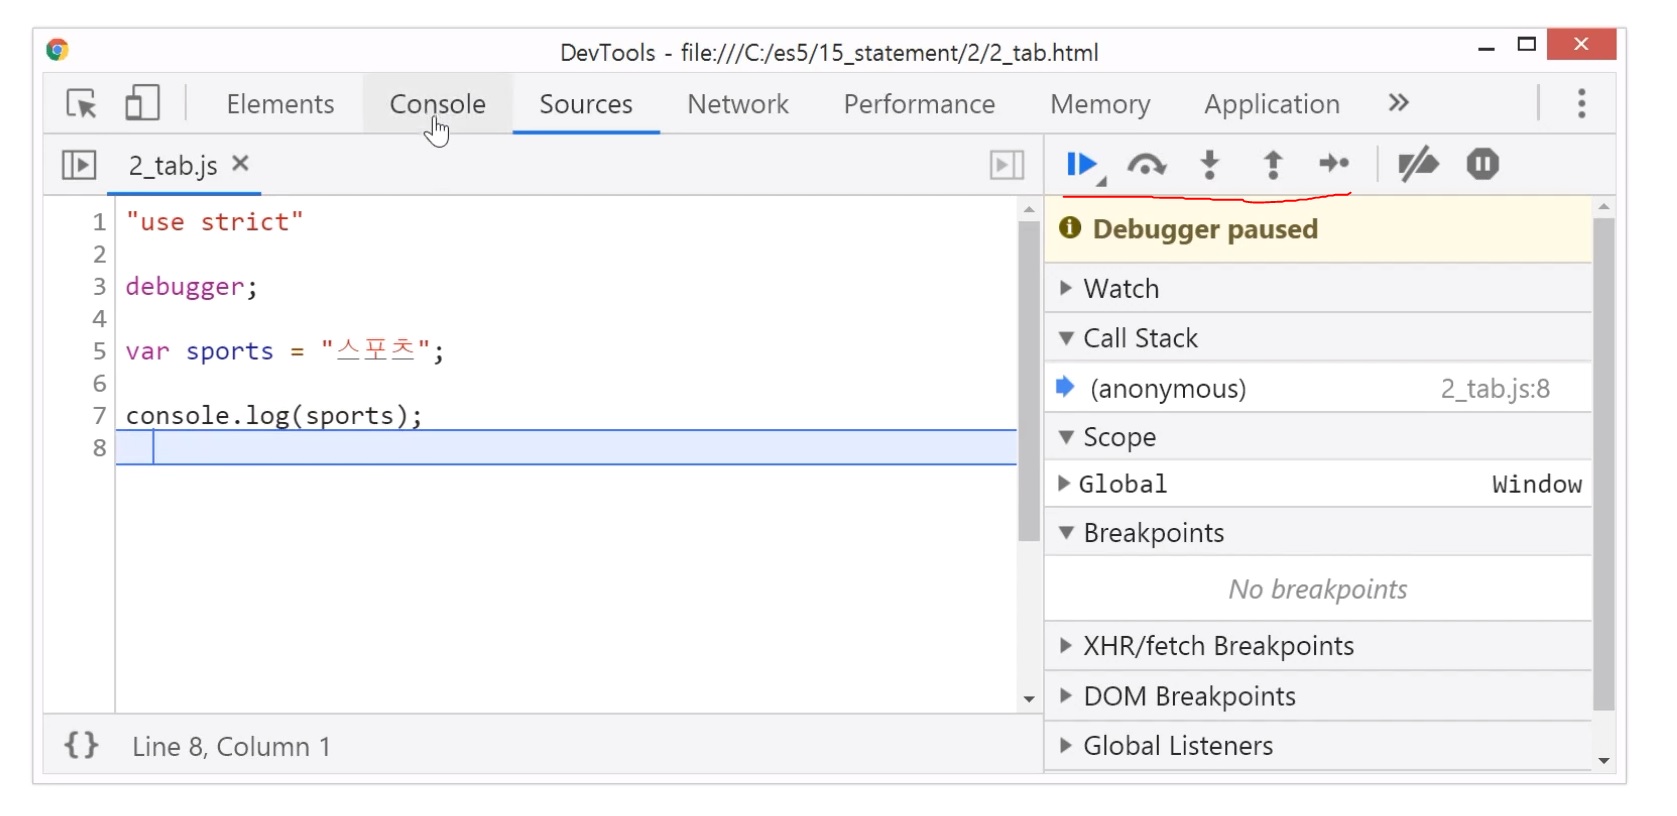 DevTools - file:///C:/es5/15_statement/2/2_tab.html
Elements Console Sources Network Performance Memory Application »
2_tab.js ×
1 "use strict"
2
3 debugger;
4
5 var sports = "스포츠";
6
7 console.log(sports);
8
{} Line 8, Column 1
Debugger paused
Watch
Call Stack
(anonymous) 2_tab.js:8
Scope
Global Window
Breakpoints
No breakpoints
XHR/fetch Breakpoints
DOM Breakpoints
Global Listeners